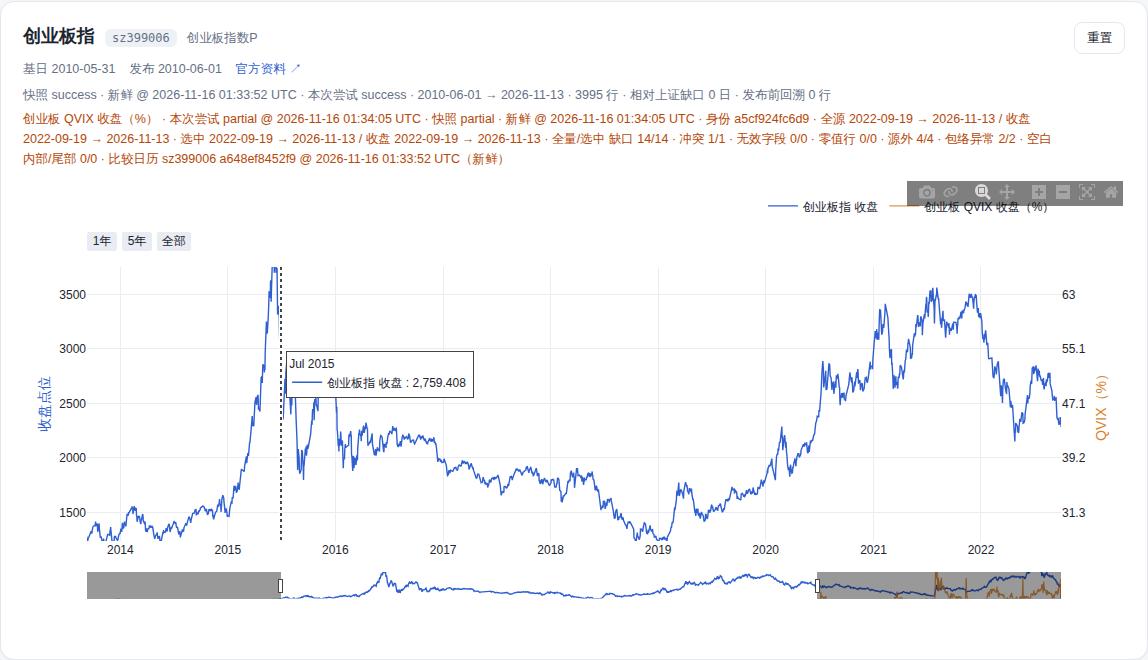 创业板指 sz399006 创业板指数P
重置
基日 2010-05-31 发布 2010-06-01 官方资料 ↗
快照 success · 新鲜 @ 2026-11-16 01:33:52 UTC · 本次尝试 success · 2010-06-01 → 2026-11-13 · 3995 行 · 相对上证缺口 0 日 · 发布前回溯 0 行
创业板 QVIX 收盘（%） · 本次尝试 partial @ 2026-11-16 01:34:05 UTC · 快照 partial · 新鲜 @ 2026-11-16 01:34:05 UTC · 身份 a5cf924fc6d9 · 全源 2022-09-19 → 2026-11-13 / 收盘
2022-09-19 → 2026-11-13 · 选中 2022-09-19 → 2026-11-13 / 收盘 2022-09-19 → 2026-11-13 · 全量/选中 缺口 14/14 · 冲突 1/1 · 无效字段 0/0 · 零值行 0/0 · 源外 4/4 · 包络异常 2/2 · 空白
内部/尾部 0/0 · 比较日历 sz399006 a648ef8452f9 @ 2026-11-16 01:33:52 UTC（新鲜）
创业板指 收盘 创业板 QVIX 收盘（%）
1年 5年 全部
3500
3000
2500
2000
1500
收盘点位
63
55.1
47.1
39.2
31.3
QVIX（%）
Jul 2015
创业板指 收盘 : 2,759.408
2014 2015 2016 2017 2018 2019 2020 2021 2022